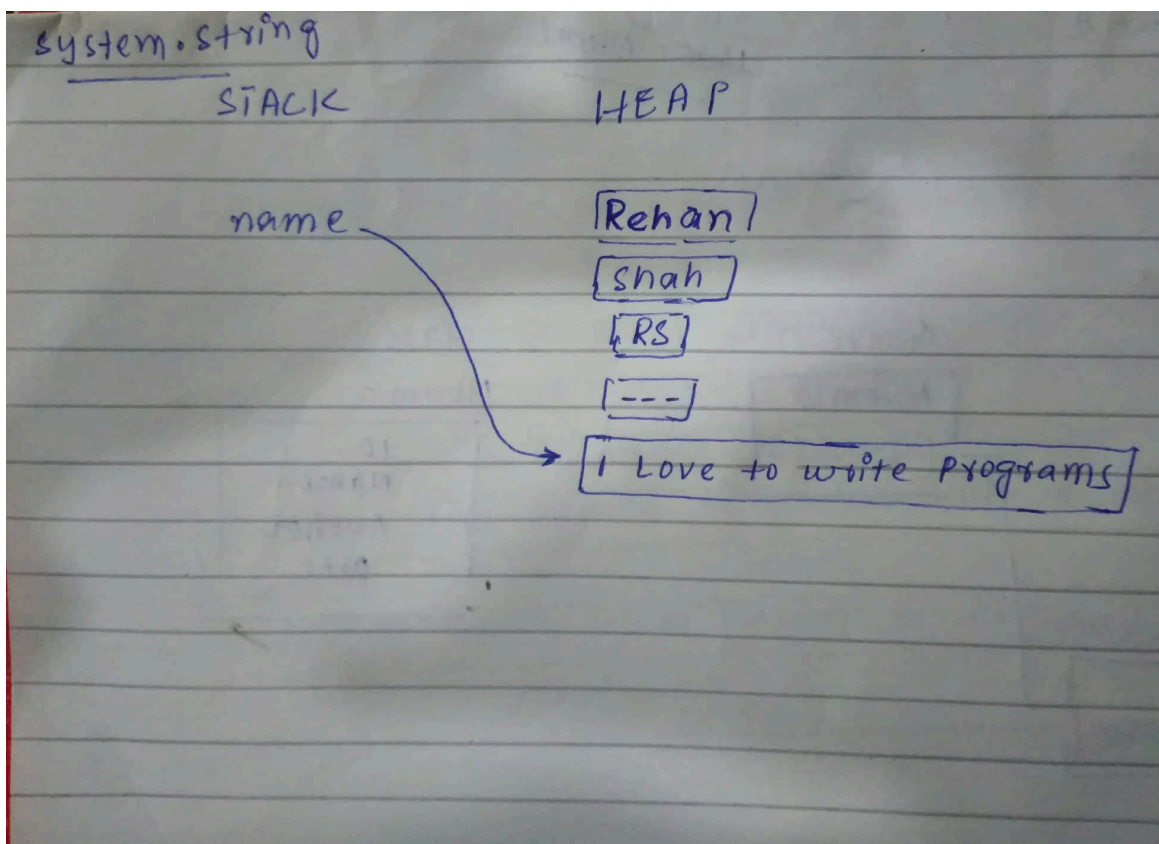 system.string
STACK HEAP
name Rehan
Shah
RS
---
I Love to write programs